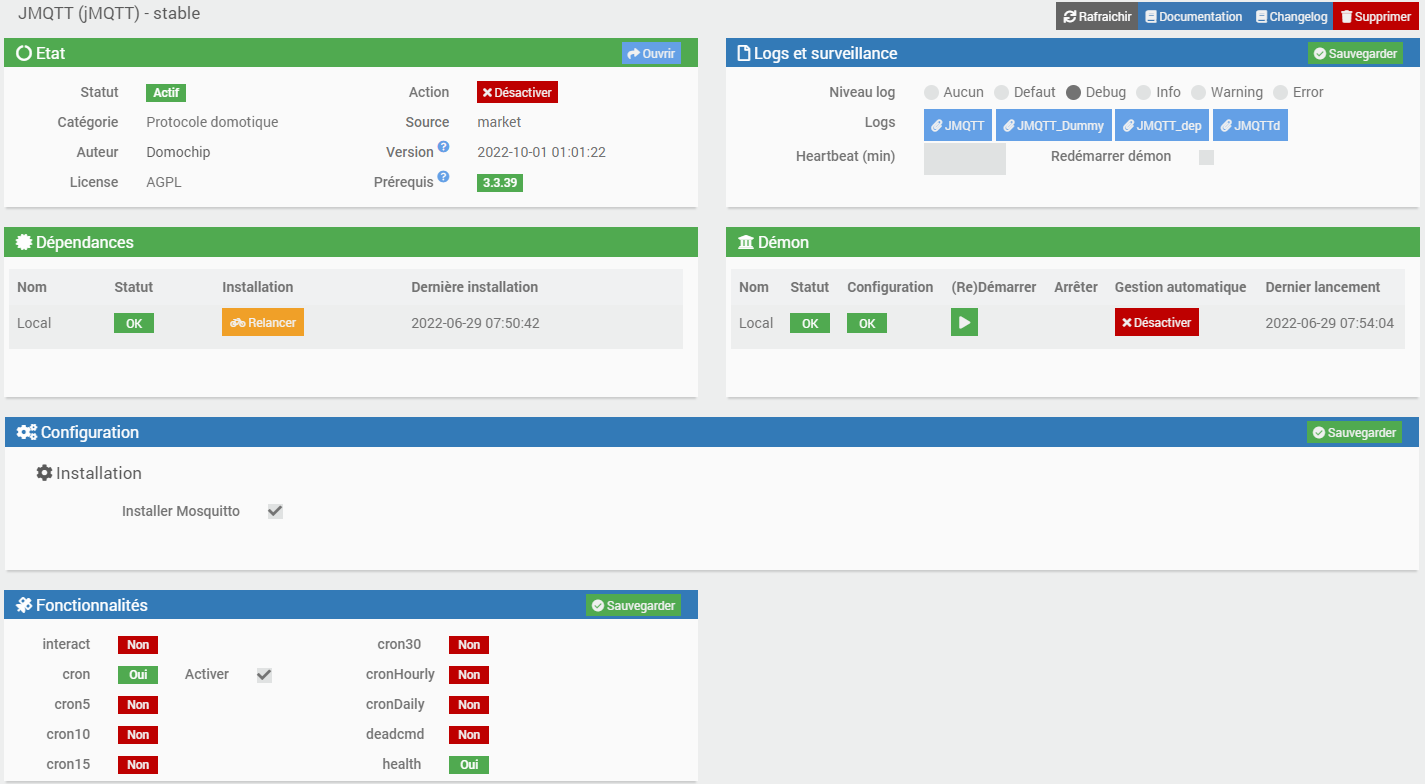 JMQTT (jMQTT) - stable
Rafraichir Documentation Changelog Supprimer
Etat Ouvrir
Statut Actif Action Désactiver
Catégorie Protocole domotique Source market
Auteur Domochip Version ? 2022-10-01 01:01:22
License AGPL Prérequis ? 3.3.39
Logs et surveillance Sauvegarder
Niveau log Aucun Defaut Debug Info Warning Error
Logs JMQTT JMQTT_Dummy JMQTT_dep JMQTTd
Heartbeat (min) Redémarrer démon
Dépendances
Nom Statut Installation Dernière installation
Local OK Relancer 2022-06-29 07:50:42
Démon
Nom Statut Configuration (Re)Démarrer Arrêter Gestion automatique Dernier lancement
Local OK OK Désactiver 2022-06-29 07:54:04
Configuration Sauvegarder
Installation
Installer Mosquitto
Fonctionnalités Sauvegarder
interact Non cron30 Non
cron Oui Activer cronHourly Non
cron5 Non cronDaily Non
cron10 Non deadcmd Non
cron15 Non health Oui